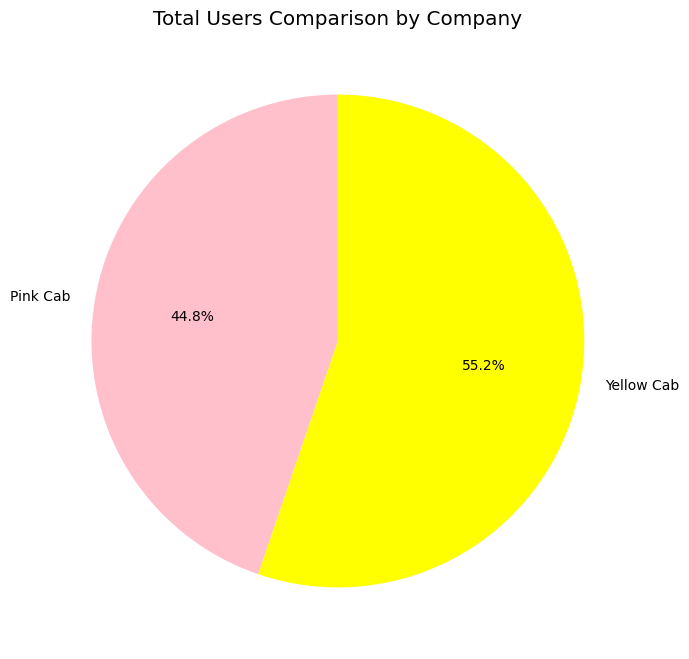 Total Users Comparison by Company
Pink Cab
44.8%
55.2%
Yellow Cab